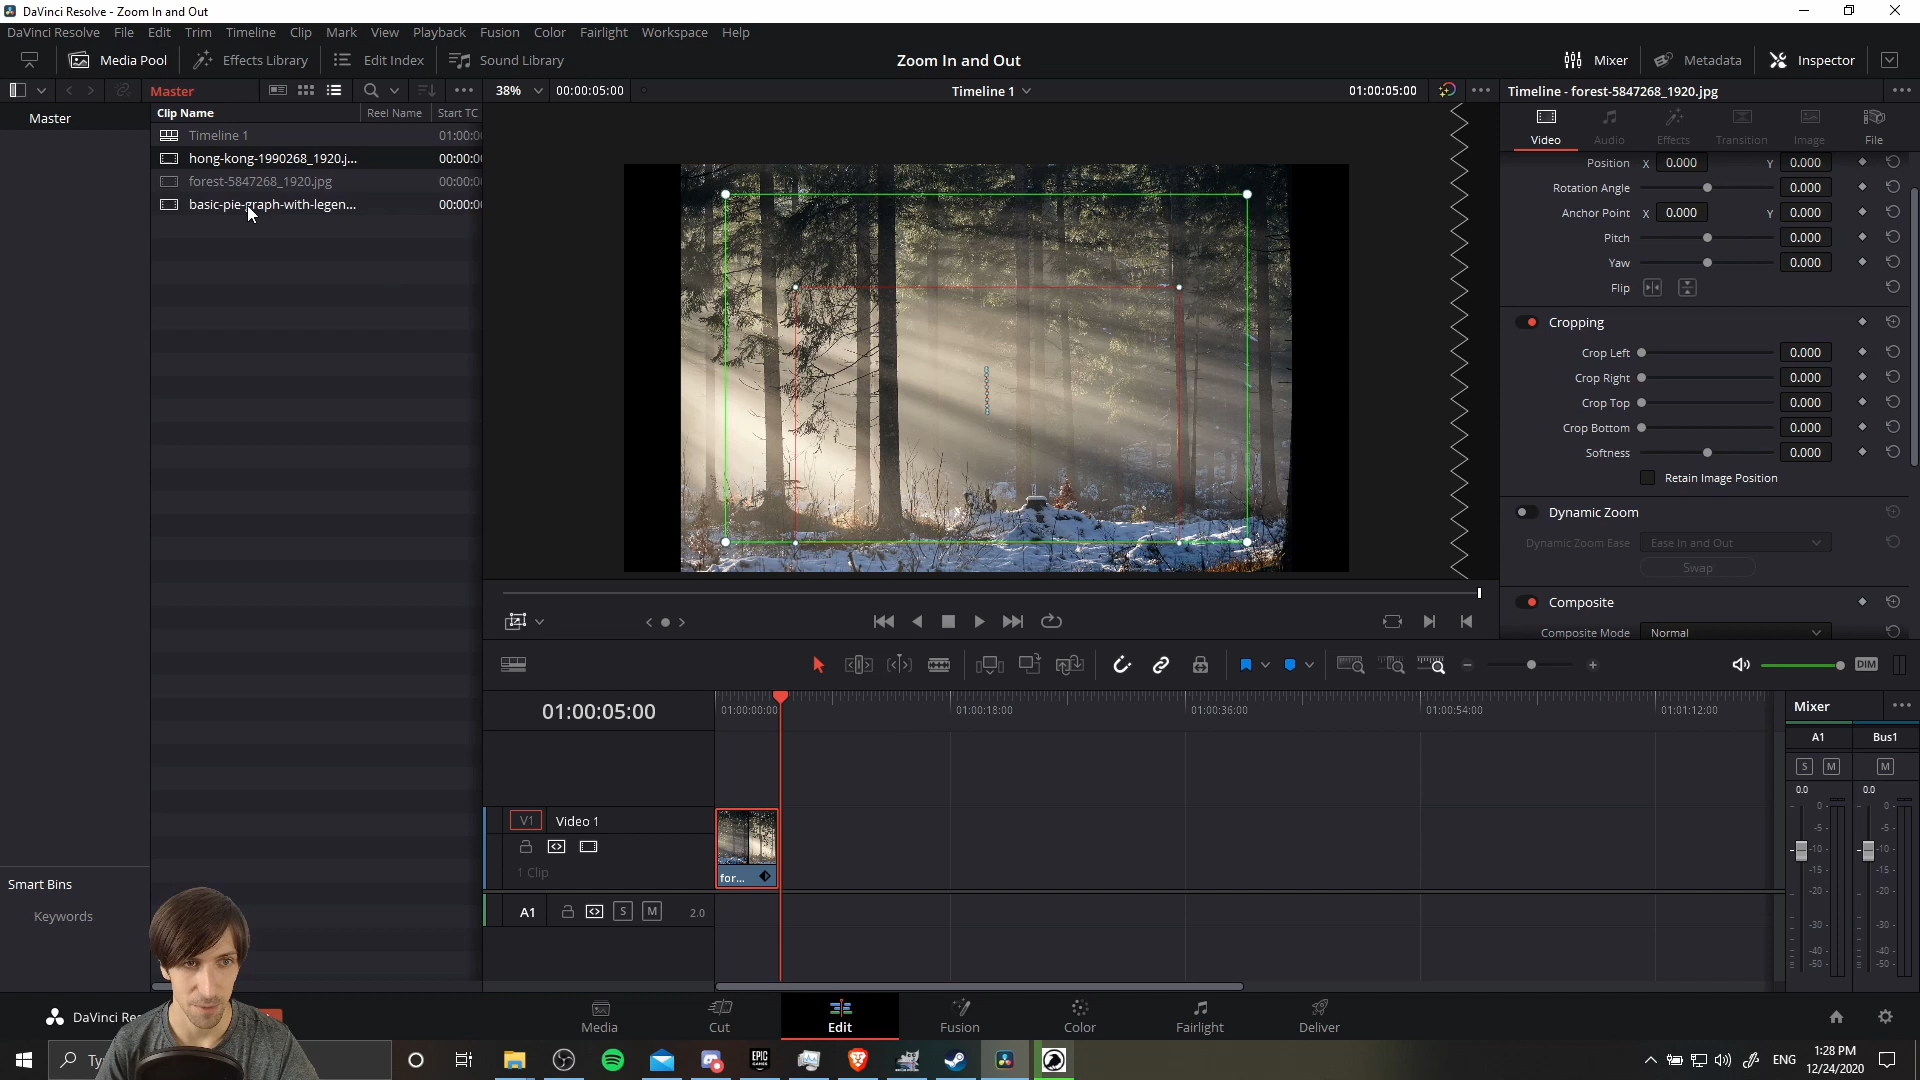 DaVinci Resolve - Zoom In and Out
DaVinci Resolve File Edit Trim Timeline Clip Mark View Playback Fusion Color Fairlight Workspace Help
Media Pool Effects Library Edit Index Sound Library
Zoom In and Out
Mixer Metadata Inspector
Master
38% 00:00:05:00 Timeline 1 01:00:05:00
Timeline - forest-5847268_1920.jpg
Master
Clip Name Reel Name Start TC
Timeline 1 01:00:0
hong-kong-1990268_1920.j... 00:00:0
forest-5847268_1920.jpg 00:00:0
basic-pie-graph-with-legen... 00:00:0
Video Audio Effects Transition Image File
Position X 0.000 Y 0.000
Rotation Angle 0.000
Anchor Point X 0.000 Y 0.000
Pitch 0.000
Yaw 0.000
Flip
Cropping
Crop Left 0.000
Crop Right 0.000
Crop Top 0.000
Crop Bottom 0.000
Softness 0.000
Retain Image Position
Dynamic Zoom
Dynamic Zoom Ease Ease In and Out
Swap
Composite
Composite Mode Normal
DIM
01:00:05:00
01:00:00:00 01:00:18:00 01:00:36:00 01:00:54:00 01:01:12:00
V1 Video 1
1 Clip
for...
A1 S M 2.0
Mixer
A1 Bus1
S M M
0.0 0.0
0 0
-5 -5
-10 -10
-15 -15
-20 -20
-30 -30
-40 -40
-50 -50
Smart Bins
Keywords
DaVinci Re
Media Cut Edit Fusion Color Fairlight Deliver
Ty
EPIC GAMES
ENG
1:28 PM
12/24/2020